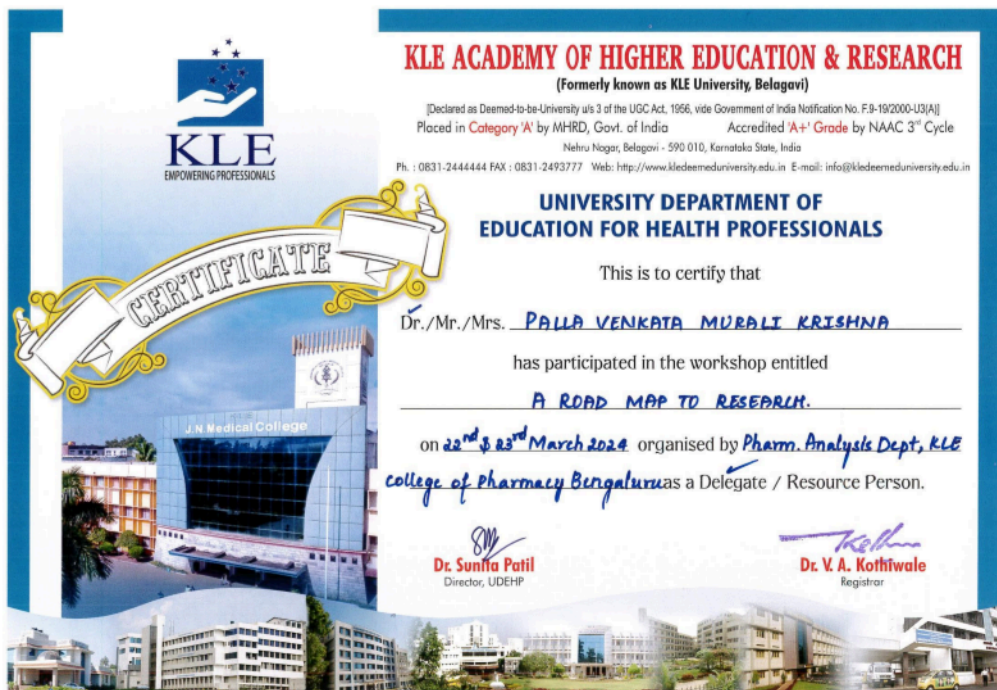 KLE
EMPOWERING PROFESSIONALS
CERTIFICATE
J.N. Medical College
KLE ACADEMY OF HIGHER EDUCATION & RESEARCH
(Formerly known as KLE University, Belagavi)
[Declared as Deemed-to-be-University u/s 3 of the UGC Act, 1956, vide Government of India Notification No. F.9-19/2000-U3(A)]
Placed in Category 'A' by MHRD, Govt. of India Accredited 'A+' Grade by NAAC 3rd Cycle
Nehru Nagar, Belagavi - 590 010, Karnataka State, India
Ph. : 0831-2444444 FAX : 0831-2493777 Web: http://www.kledeemeduniversity.edu.in E-mail: info@kledeemeduniversity.edu.in
UNIVERSITY DEPARTMENT OF
EDUCATION FOR HEALTH PROFESSIONALS
This is to certify that
Dr./Mr./Mrs. PALLA VENKATA MURALI KRISHNA
has participated in the workshop entitled
A ROAD MAP TO RESEARCH.
on 22nd & 23rd March 2024 organised by Pharm. Analysis Dept, KLE
college of Pharmacy Bengaluru as a Delegate / Resource Person.
Dr. Sunita Patil
Director, UDEHP
Dr. V. A. Kothiwale
Registrar